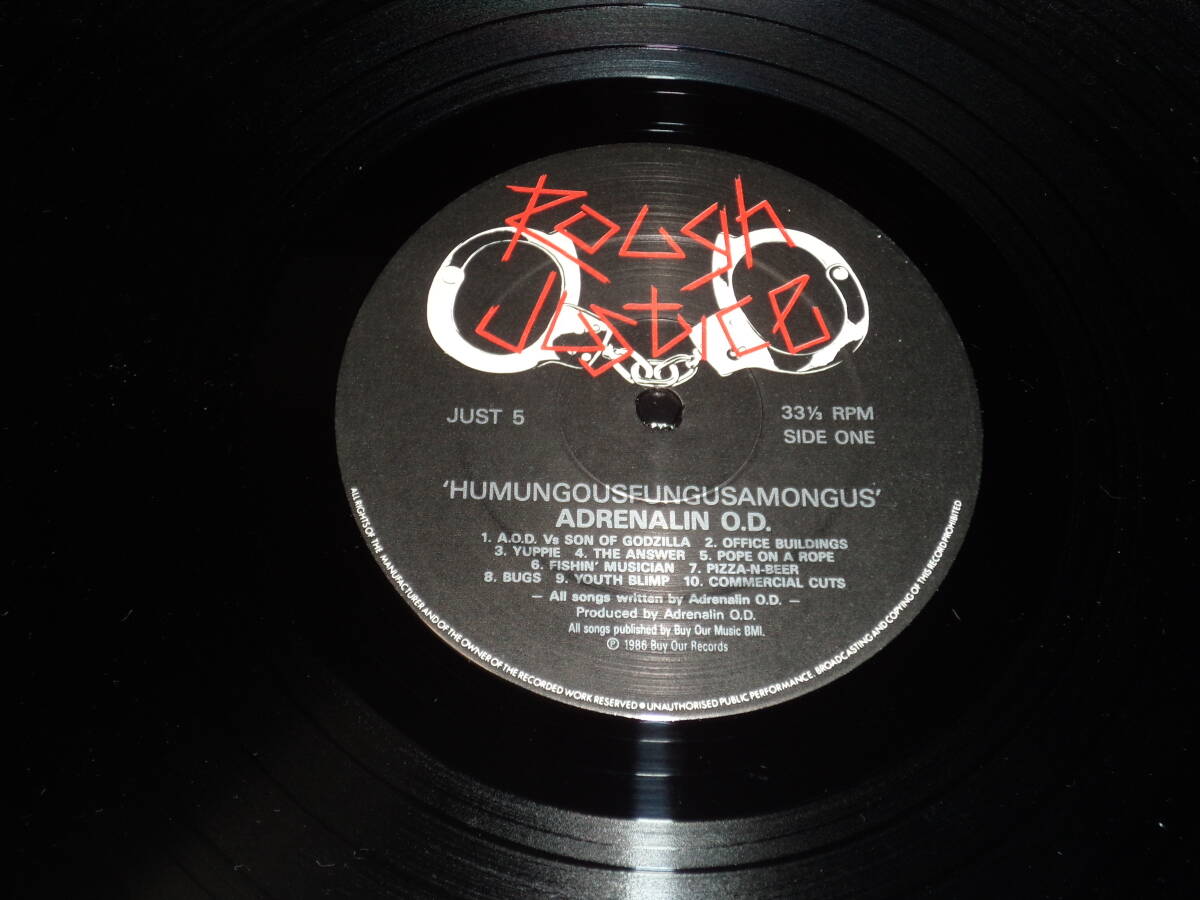 Rough
Justice
JUST 5
33⅓ RPM
SIDE ONE
'HUMUNGOUSFUNGUSAMONGUS'
ADRENALIN O.D.
1. A.O.D. Vs SON OF GODZILLA 2. OFFICE BUILDINGS
3. YUPPIE 4. THE ANSWER 5. POPE ON A ROPE
6. FISHIN' MUSICIAN 7. PIZZA-N-BEER
8. BUGS 9. YOUTH BLIMP 10. COMMERCIAL CUTS
— All songs written by Adrenalin O.D. —
Produced by Adrenalin O.D.
All songs published by Buy Our Music BMI.
℗ 1986 Buy Our Records
ALL RIGHTS OF THE MANUFACTURER AND OF THE OWNER OF THE RECORDED WORK RESERVED • UNAUTHORISED PUBLIC PERFORMANCE. BROADCASTING AND COPYING OF THIS RECORD PROHIBITED